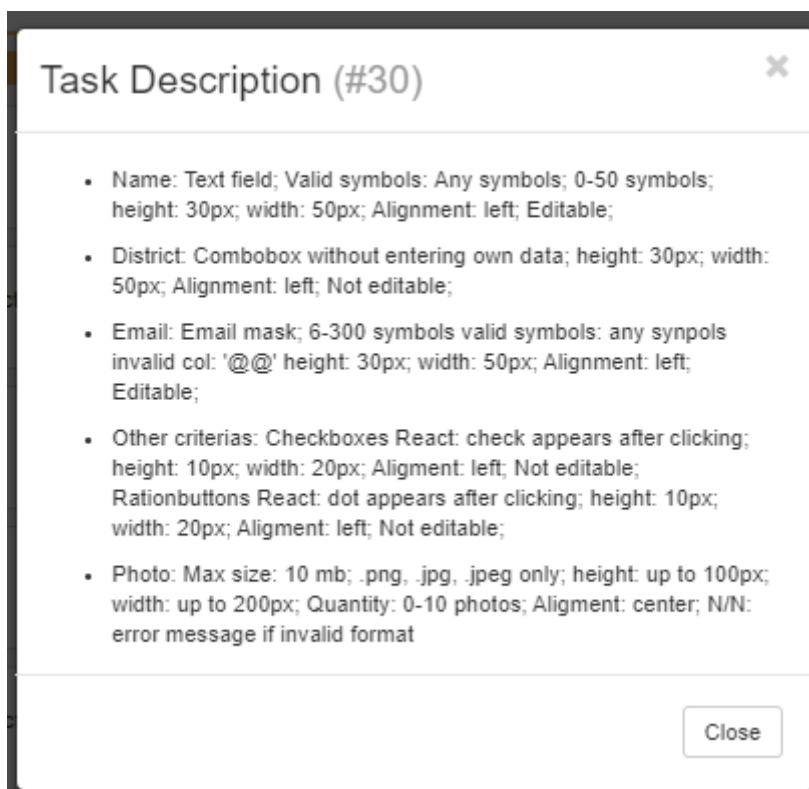 Task Description (#30)
×
• Name: Text field; Valid symbols: Any symbols; 0-50 symbols;
height: 30px; width: 50px; Alignment: left; Editable;
• District: Combobox without entering own data; height: 30px; width:
50px; Alignment: left; Not editable;
• Email: Email mask; 6-300 symbols valid symbols: any synpols
invalid col: '@@' height: 30px; width: 50px; Alignment: left;
Editable;
• Other criterias: Checkboxes React: check appears after clicking;
height: 10px; width: 20px; Aligment: left; Not editable;
Rationbuttons React: dot appears after clicking; height: 10px;
width: 20px; Aligment: left; Not editable;
• Photo: Max size: 10 mb; .png, .jpg, .jpeg only; height: up to 100px;
width: up to 200px; Quantity: 0-10 photos; Aligment: center; N/N:
error message if invalid format
Close